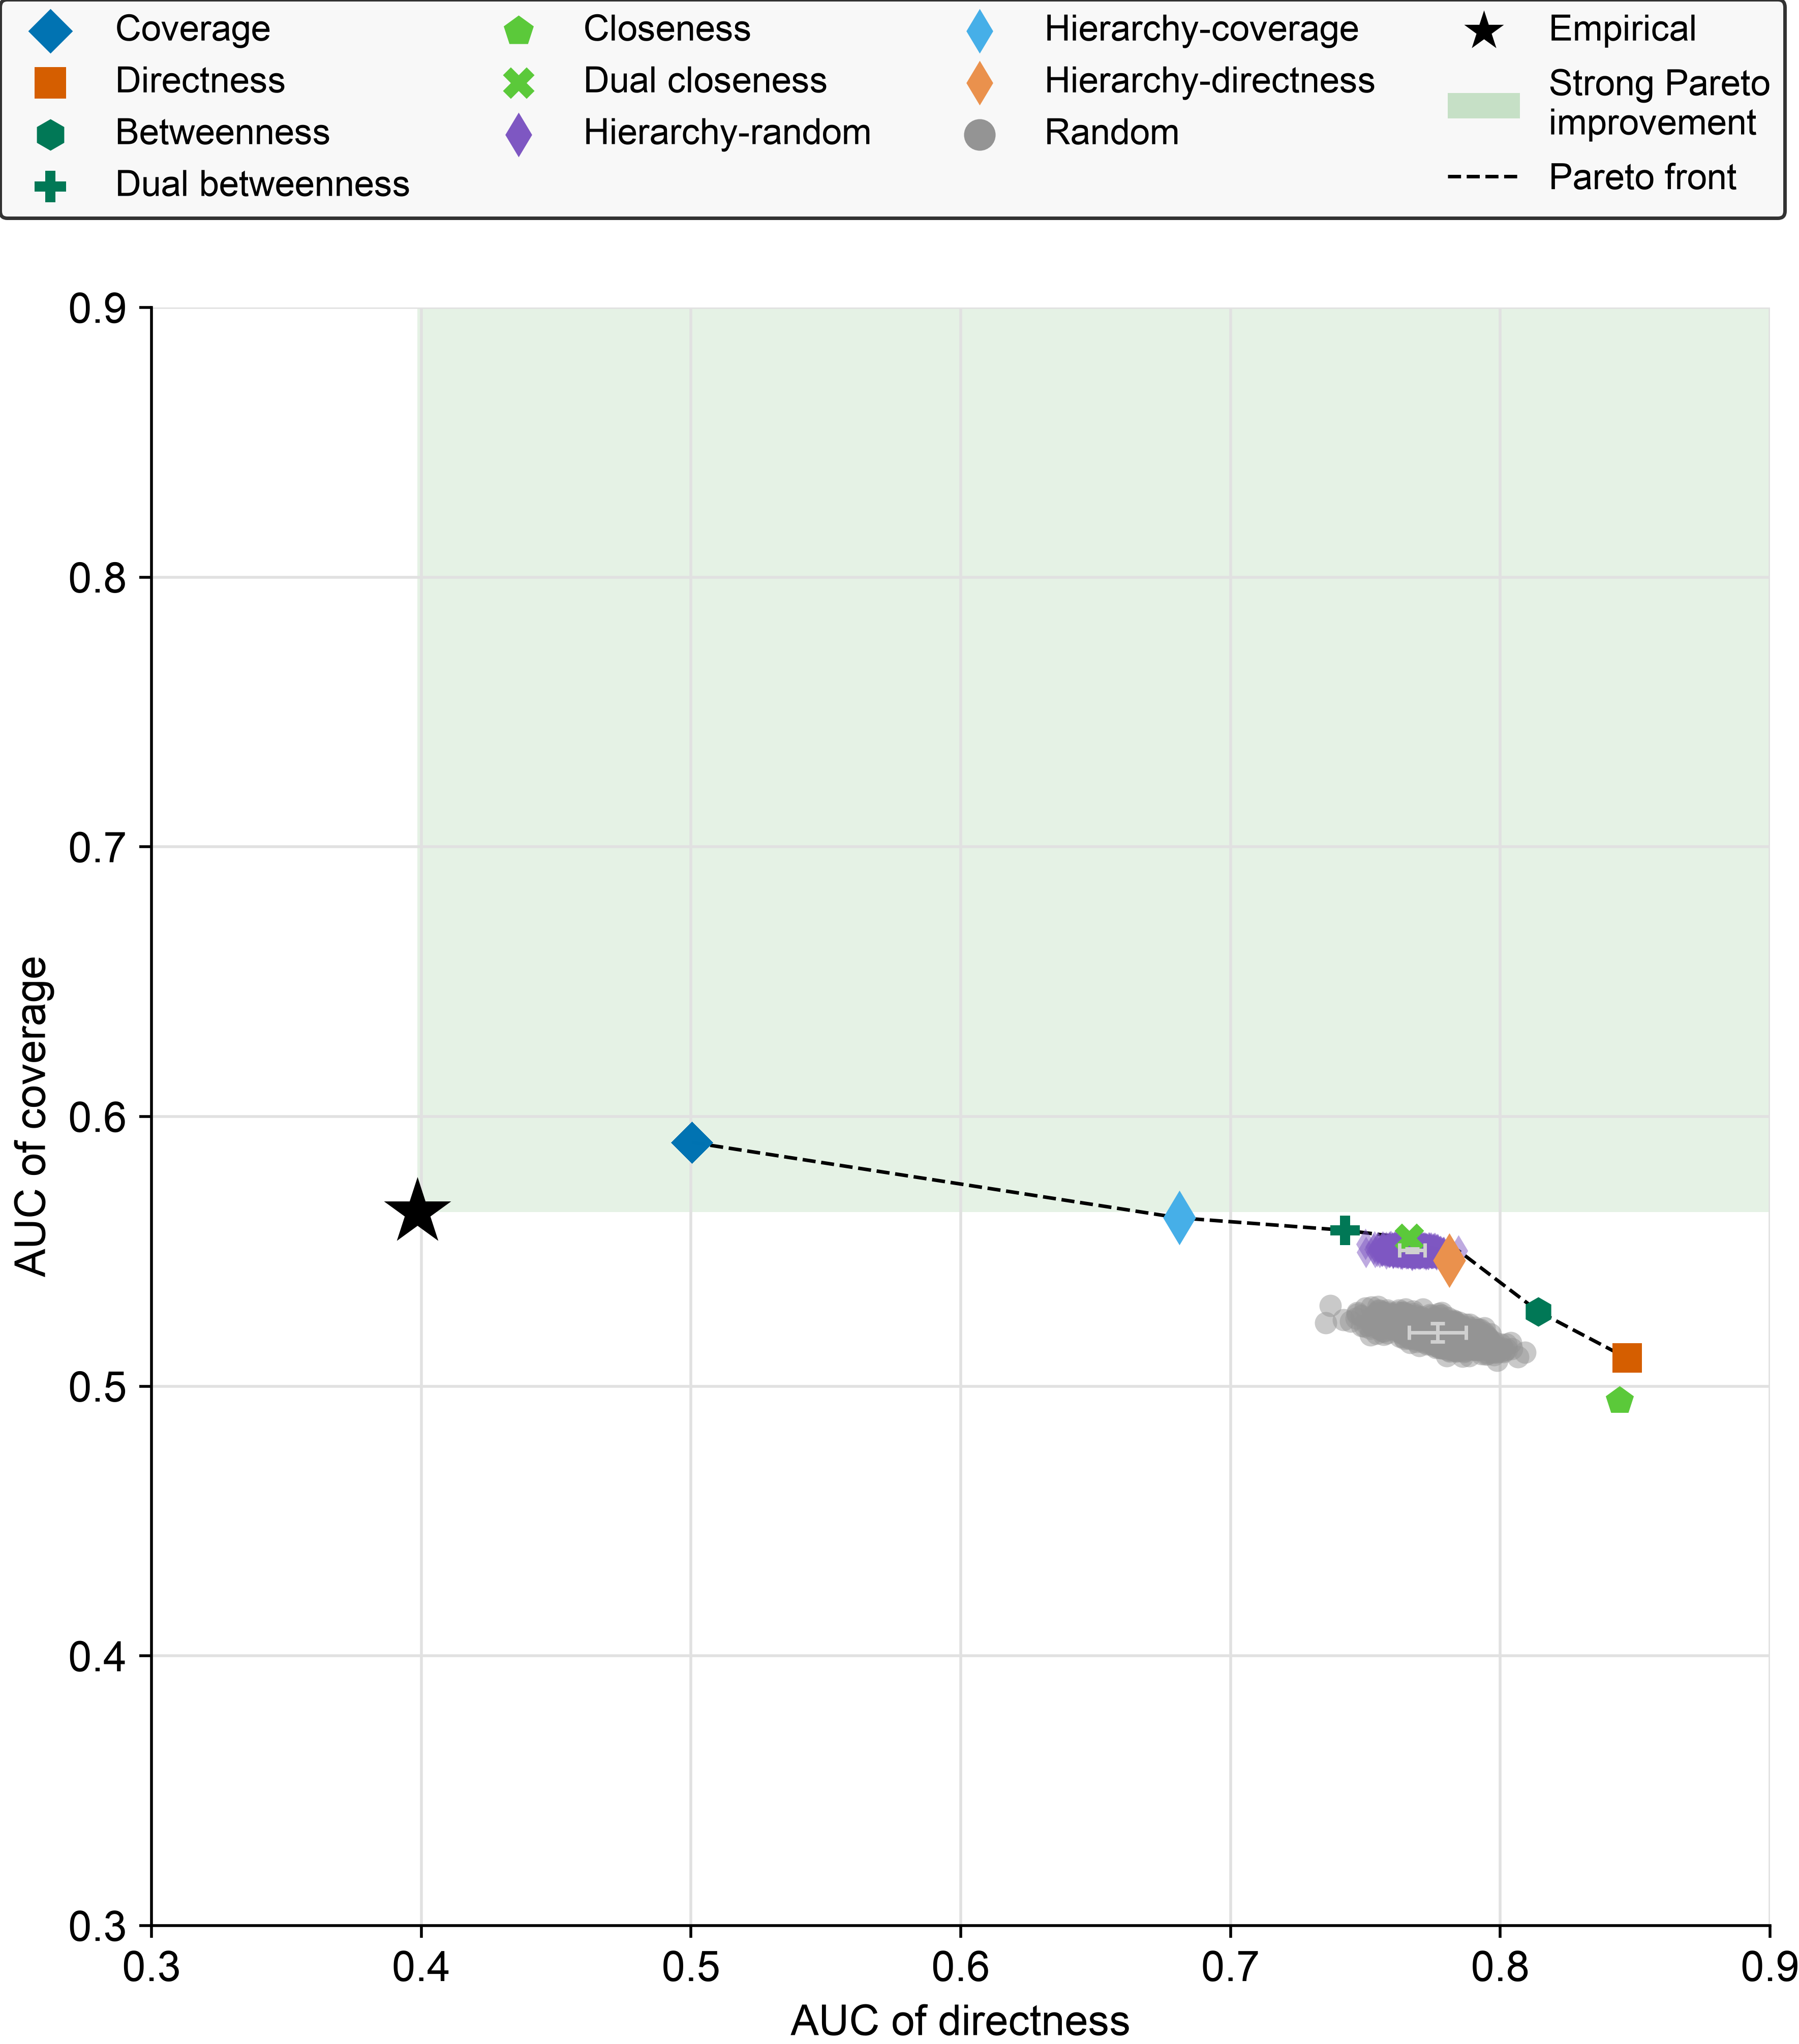 Coverage
Directness
Betweenness
Dual betweenness
Closeness
Dual closeness
Hierarchy-random
Hierarchy-coverage
Hierarchy-directness
Random
Empirical
Strong Pareto
improvement
Pareto front
AUC of coverage
0.9
0.8
0.7
0.6
0.5
0.4
0.3
0.3
0.4
0.5
0.6
0.7
0.8
0.9
AUC of directness